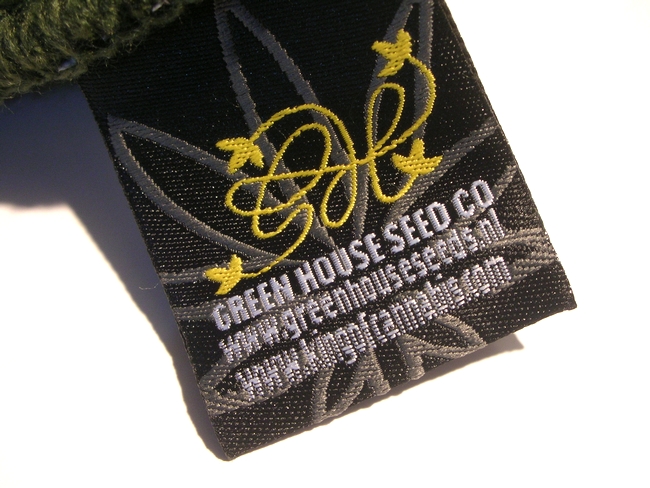 GREEN HOUSE SEED CO
www.greenhouseseeds.nl
www.kingofcannabis.com